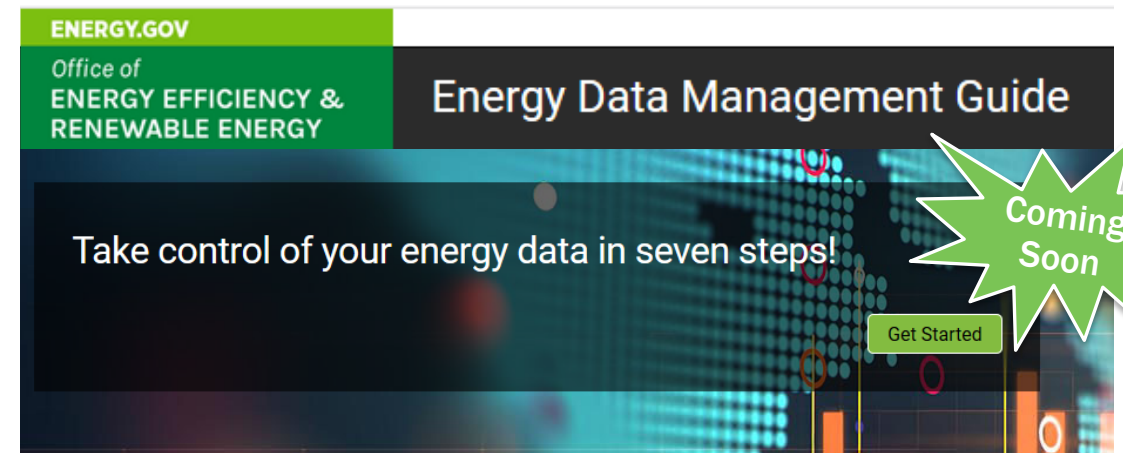 ENERGY.GOV
Office of
ENERGY EFFICIENCY &
RENEWABLE ENERGY
Energy Data Management Guide
Take control of your energy data in seven steps!
Coming
Soon
Get Started